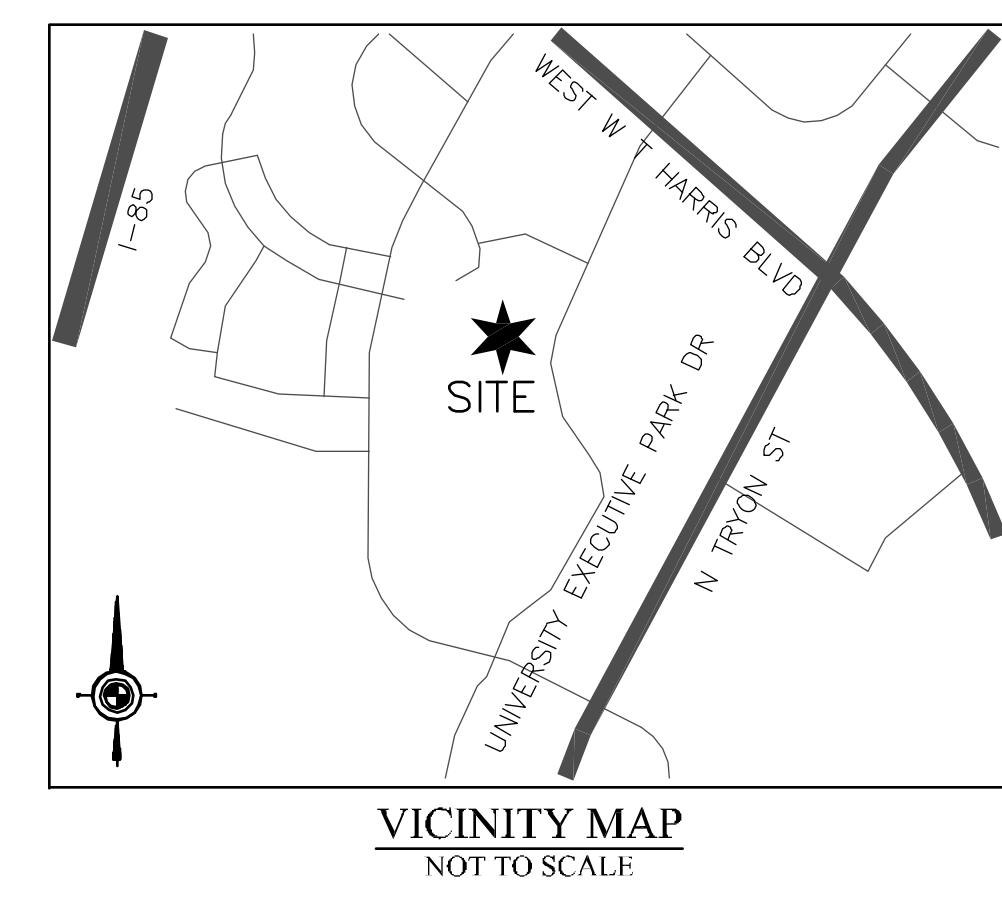 WEST W T HARRIS BLVD
I-85
SITE
UNIVERSITY EXECUTIVE PARK DR
N TRYON ST
VICINITY MAP
NOT TO SCALE